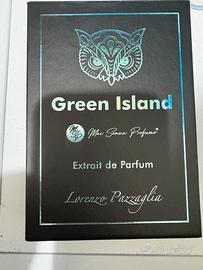 Green Island
Mai Senza Profumo®
Extrait de Parfum
Lorenzo Pazzaglia